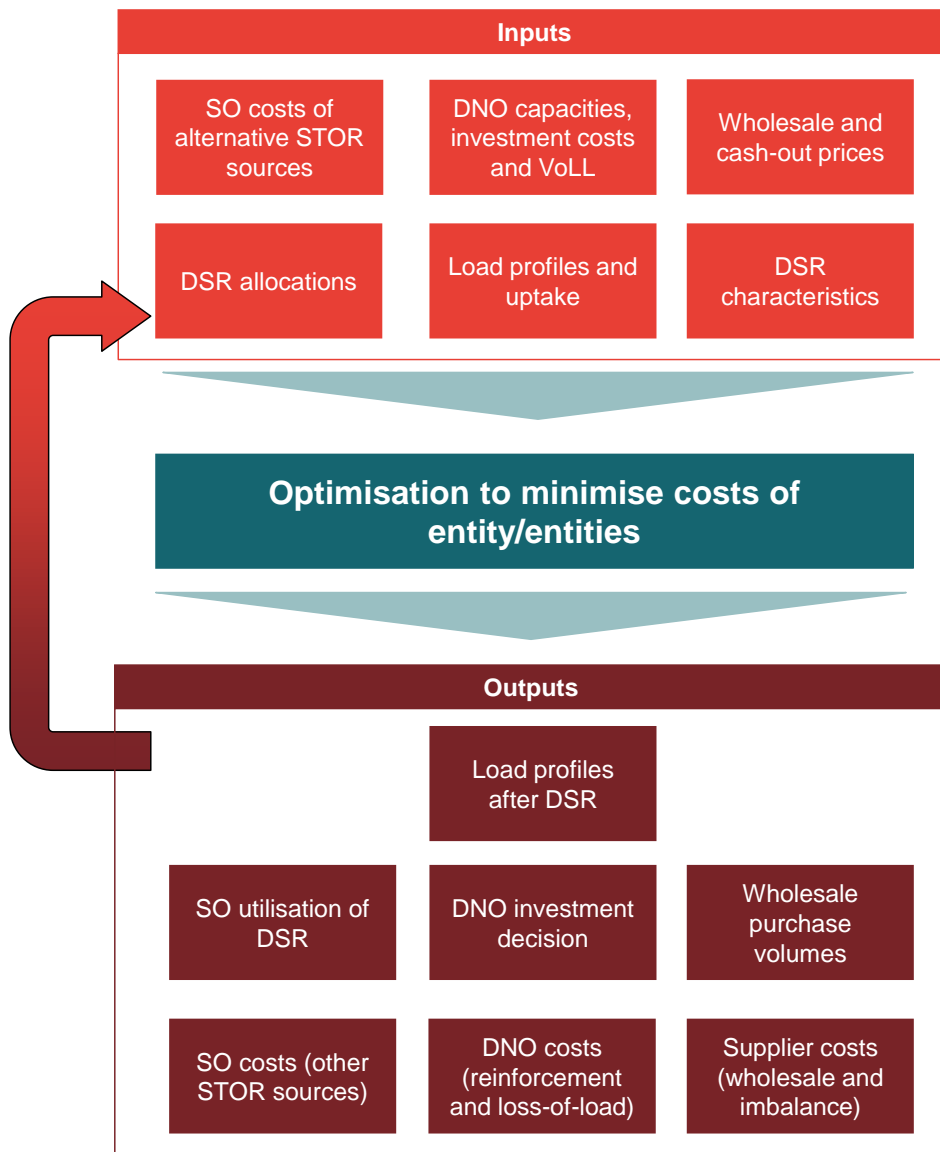 Inputs
SO costs of
alternative STOR
sources
DNO capacities,
investment costs
and VoLL
Wholesale and
cash-out prices
DSR allocations
Load profiles and
uptake
DSR
characteristics
Optimisation to minimise costs of
entity/entities
Outputs
Load profiles
after DSR
SO utilisation of
DSR
DNO investment
decision
Wholesale
purchase
volumes
SO costs (other
STOR sources)
DNO costs
(reinforcement
and loss-of-load)
Supplier costs
(wholesale and
imbalance)